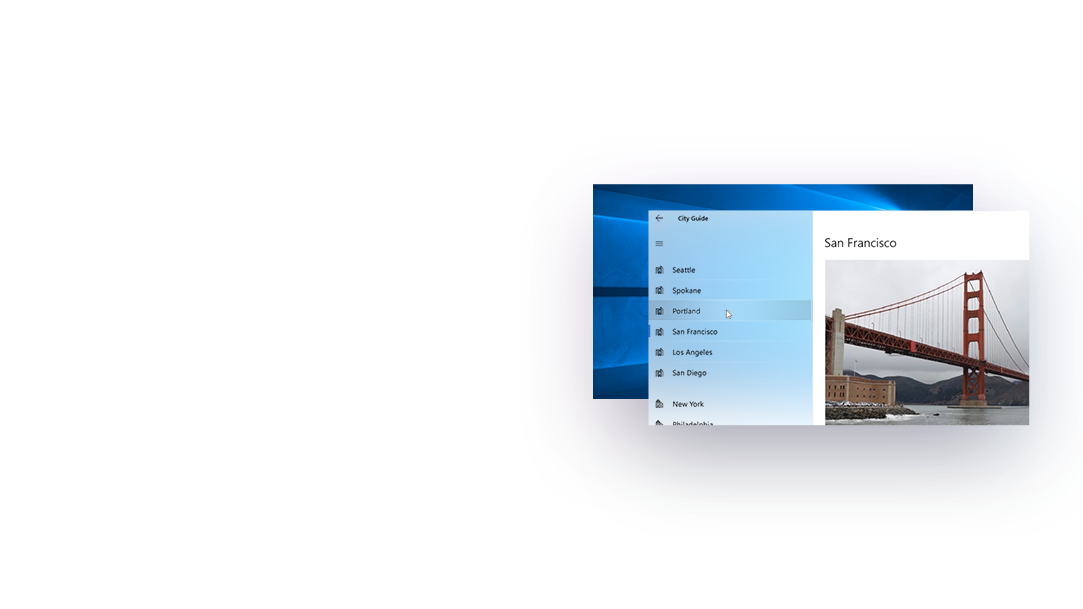 City Guide
San Francisco
Seattle
Spokane
Portland
San Francisco
Los Angeles
San Diego
New York
Philadelphia